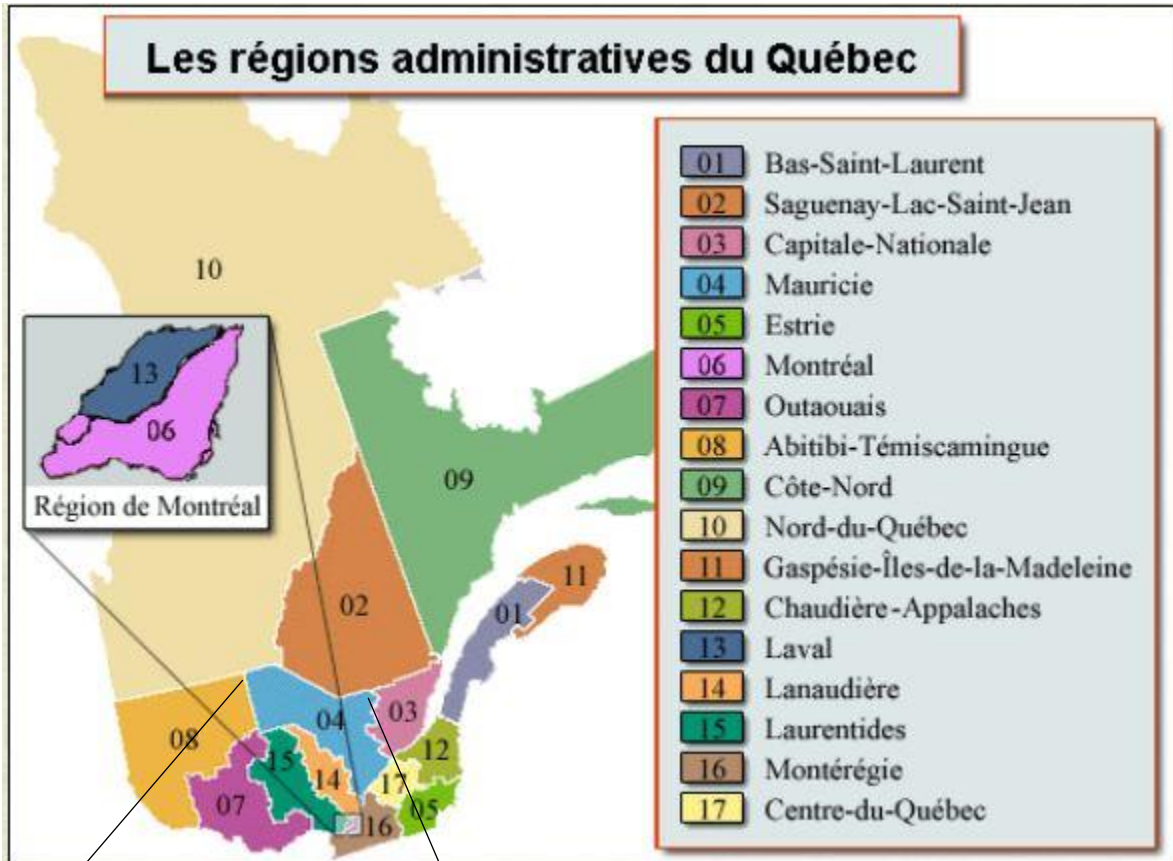 Les régions administratives du Québec
01 Bas-Saint-Laurent
02 Saguenay-Lac-Saint-Jean
03 Capitale-Nationale
04 Mauricie
05 Estrie
06 Montréal
07 Outaouais
08 Abitibi-Témiscamingue
09 Côte-Nord
10 Nord-du-Québec
11 Gaspésie-Îles-de-la-Madeleine
12 Chaudière-Appalaches
13 Laval
14 Lanaudière
15 Laurentides
16 Montérégie
17 Centre-du-Québec
10
13
06
Région de Montréal
09
02
11
01
04
03
08
15
14
12
17
07
16
05